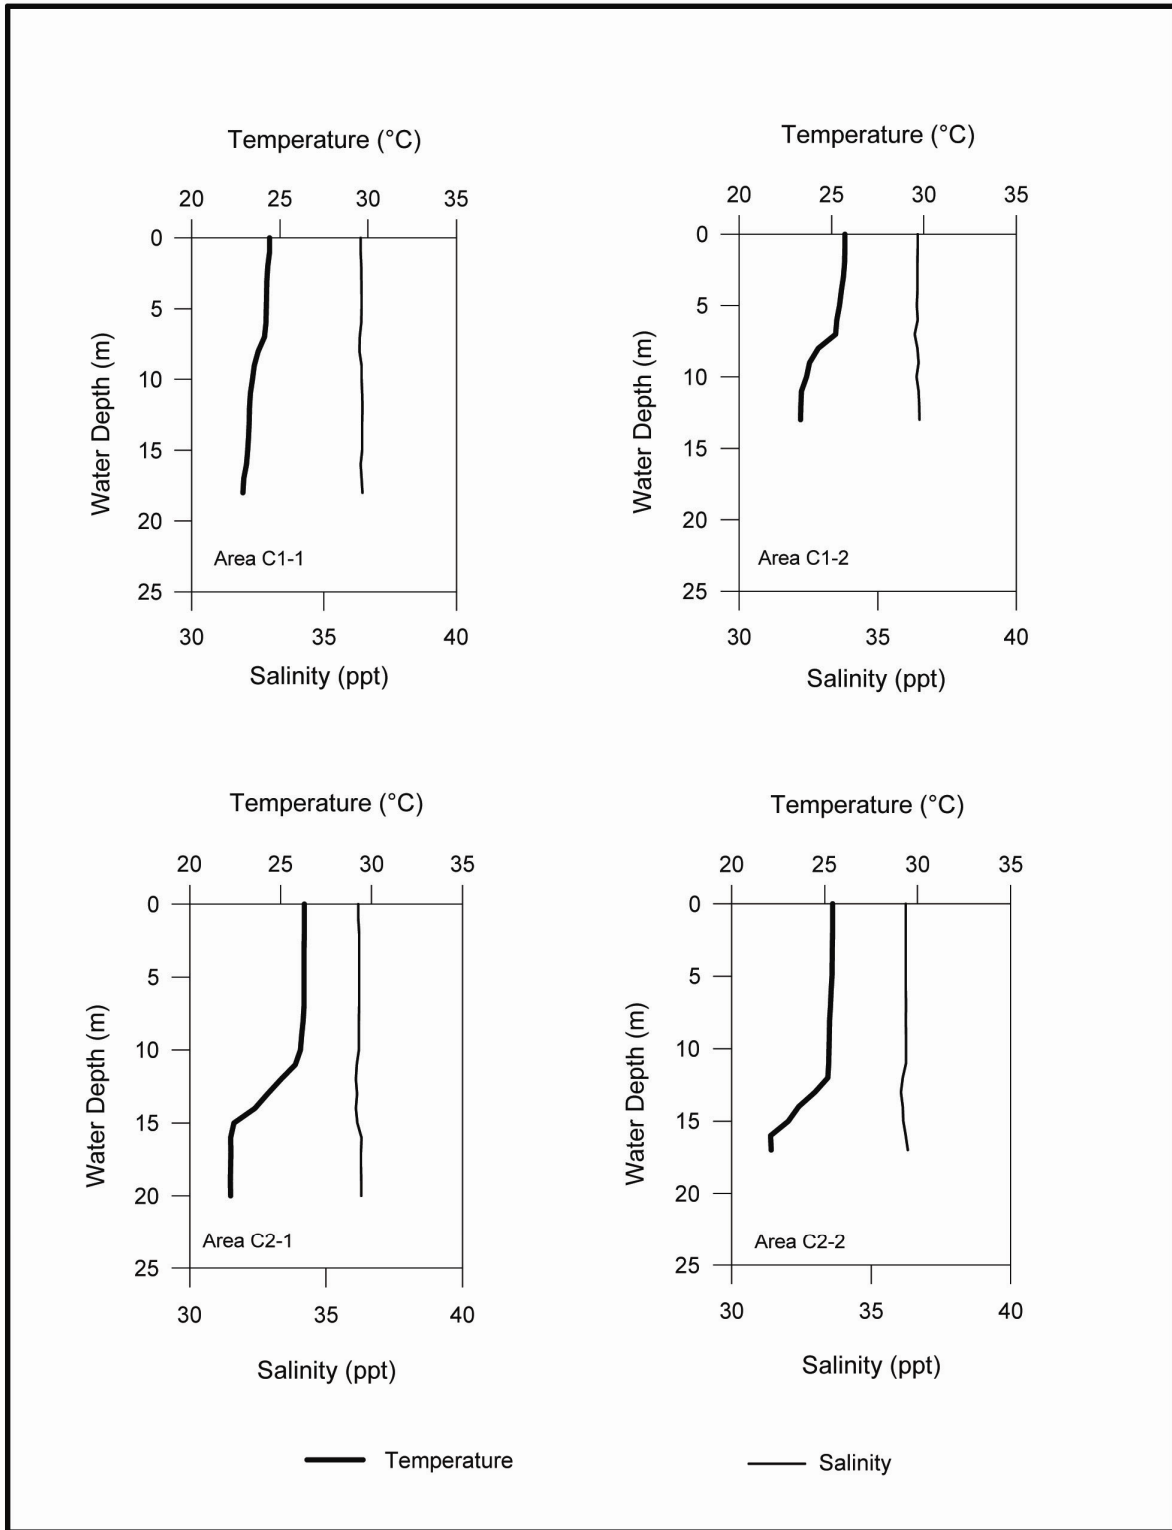 Temperature (°C)
20 25 30 35
0
5
10
15
20
25
Water Depth (m)
Area C1-1
30 35 40
Salinity (ppt)
Temperature (°C)
20 25 30 35
0
5
10
15
20
25
Water Depth (m)
Area C1-2
30 35 40
Salinity (ppt)
Temperature (°C)
20 25 30 35
0
5
10
15
20
25
Water Depth (m)
Area C2-1
30 35 40
Salinity (ppt)
Temperature (°C)
20 25 30 35
0
5
10
15
20
25
Water Depth (m)
Area C2-2
30 35 40
Salinity (ppt)
Temperature
Salinity